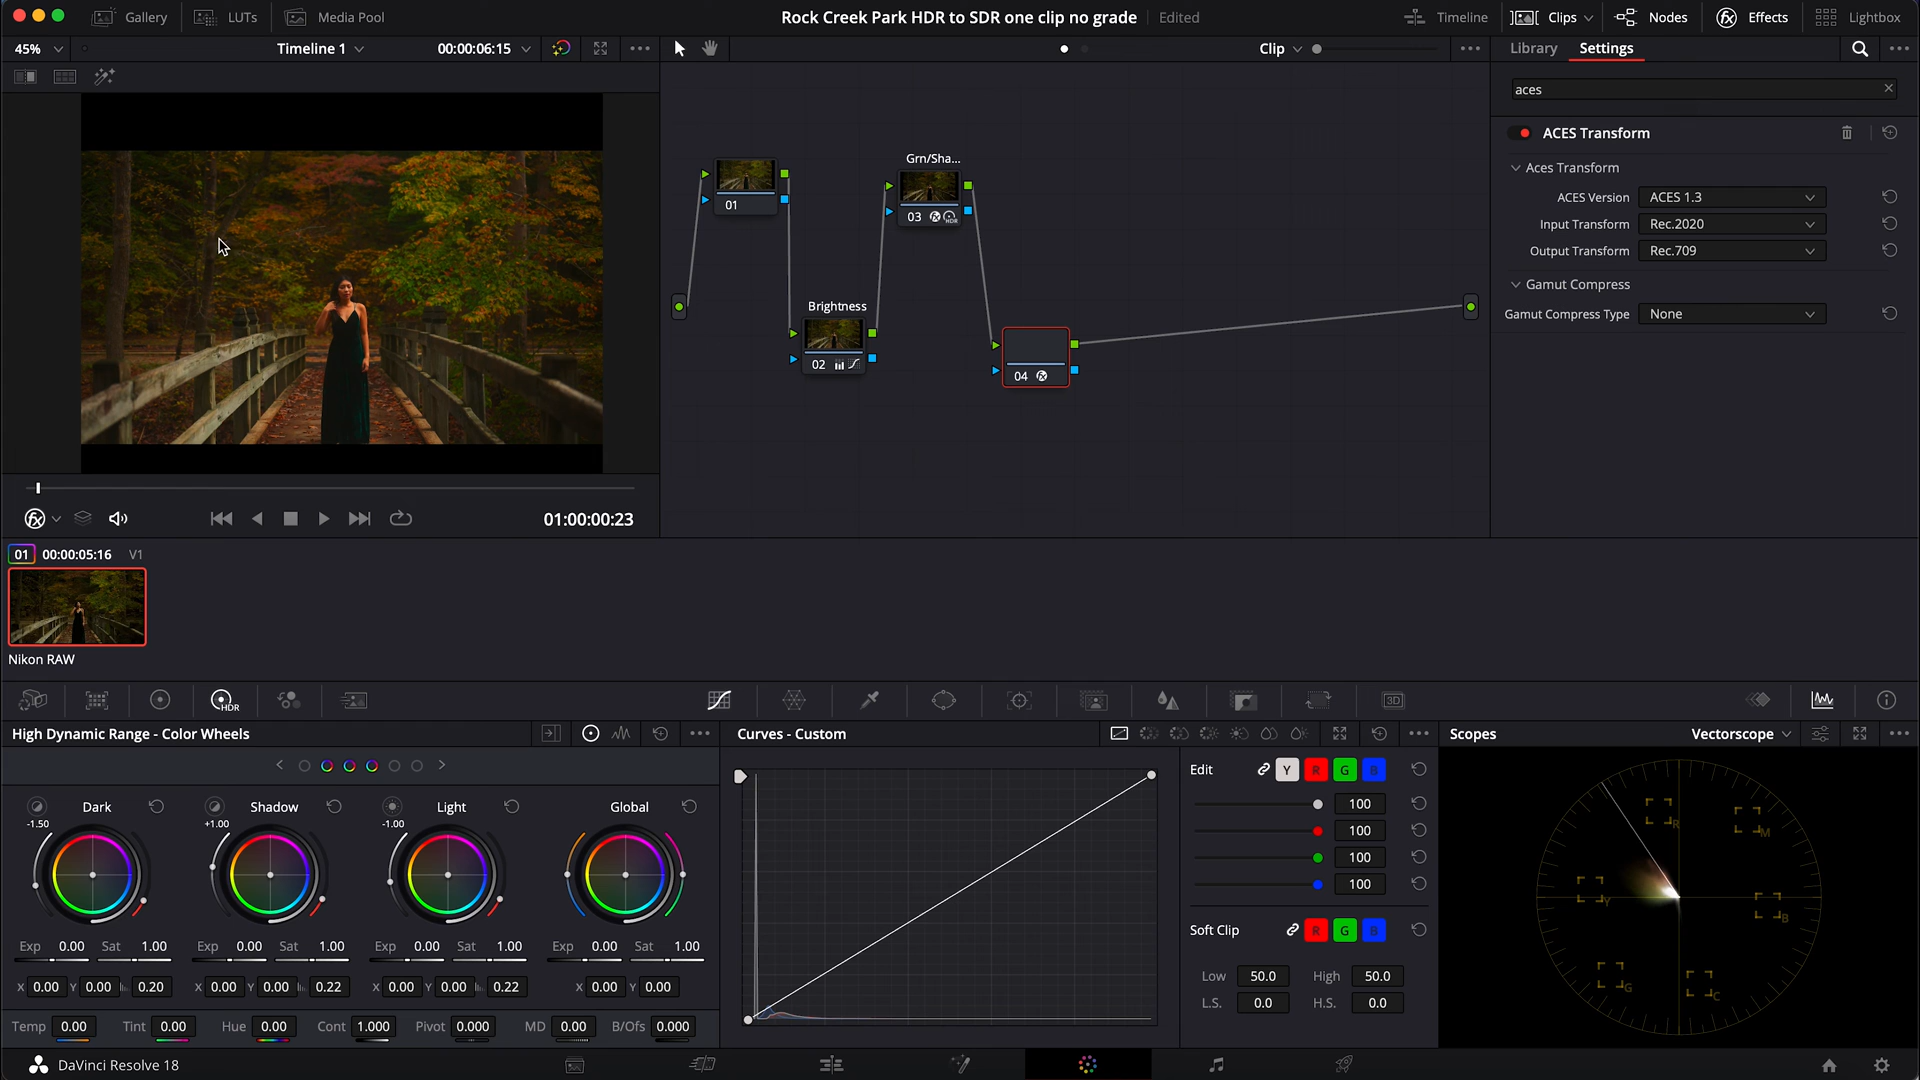 Gallery LUTs Media Pool Rock Creek Park HDR to SDR one clip no grade Edited Timeline Clips Nodes Effects Lightbox
45% Timeline 1 00:00:06:15 Clip Library Settings
aces
ACES Transform
Aces Transform
ACES Version ACES 1.3
Input Transform Rec.2020
Output Transform Rec.709
Gamut Compress
Gamut Compress Type None
01
Grn/Sha...
03 HDR
Brightness
02
04
01:00:00:23
01 00:00:05:16 V1
Nikon RAW
HDR 3D
High Dynamic Range - Color Wheels Curves - Custom Scopes Vectorscope
Dark Shadow Light Global
-1.50 +1.00 -1.00
Exp 0.00 Sat 1.00 Exp 0.00 Sat 1.00 Exp 0.00 Sat 1.00 Exp 0.00 Sat 1.00
X 0.00 Y 0.00 0.20 X 0.00 Y 0.00 0.22 X 0.00 Y 0.00 0.22 X 0.00 Y 0.00
Temp 0.00 Tint 0.00 Hue 0.00 Cont 1.000 Pivot 0.000 MD 0.00 B/Ofs 0.000
Edit Y R G B
100
100
100
100
Soft Clip R G B
Low 50.0 High 50.0
L.S. 0.0 H.S. 0.0
R M
Y B
G C
DaVinci Resolve 18